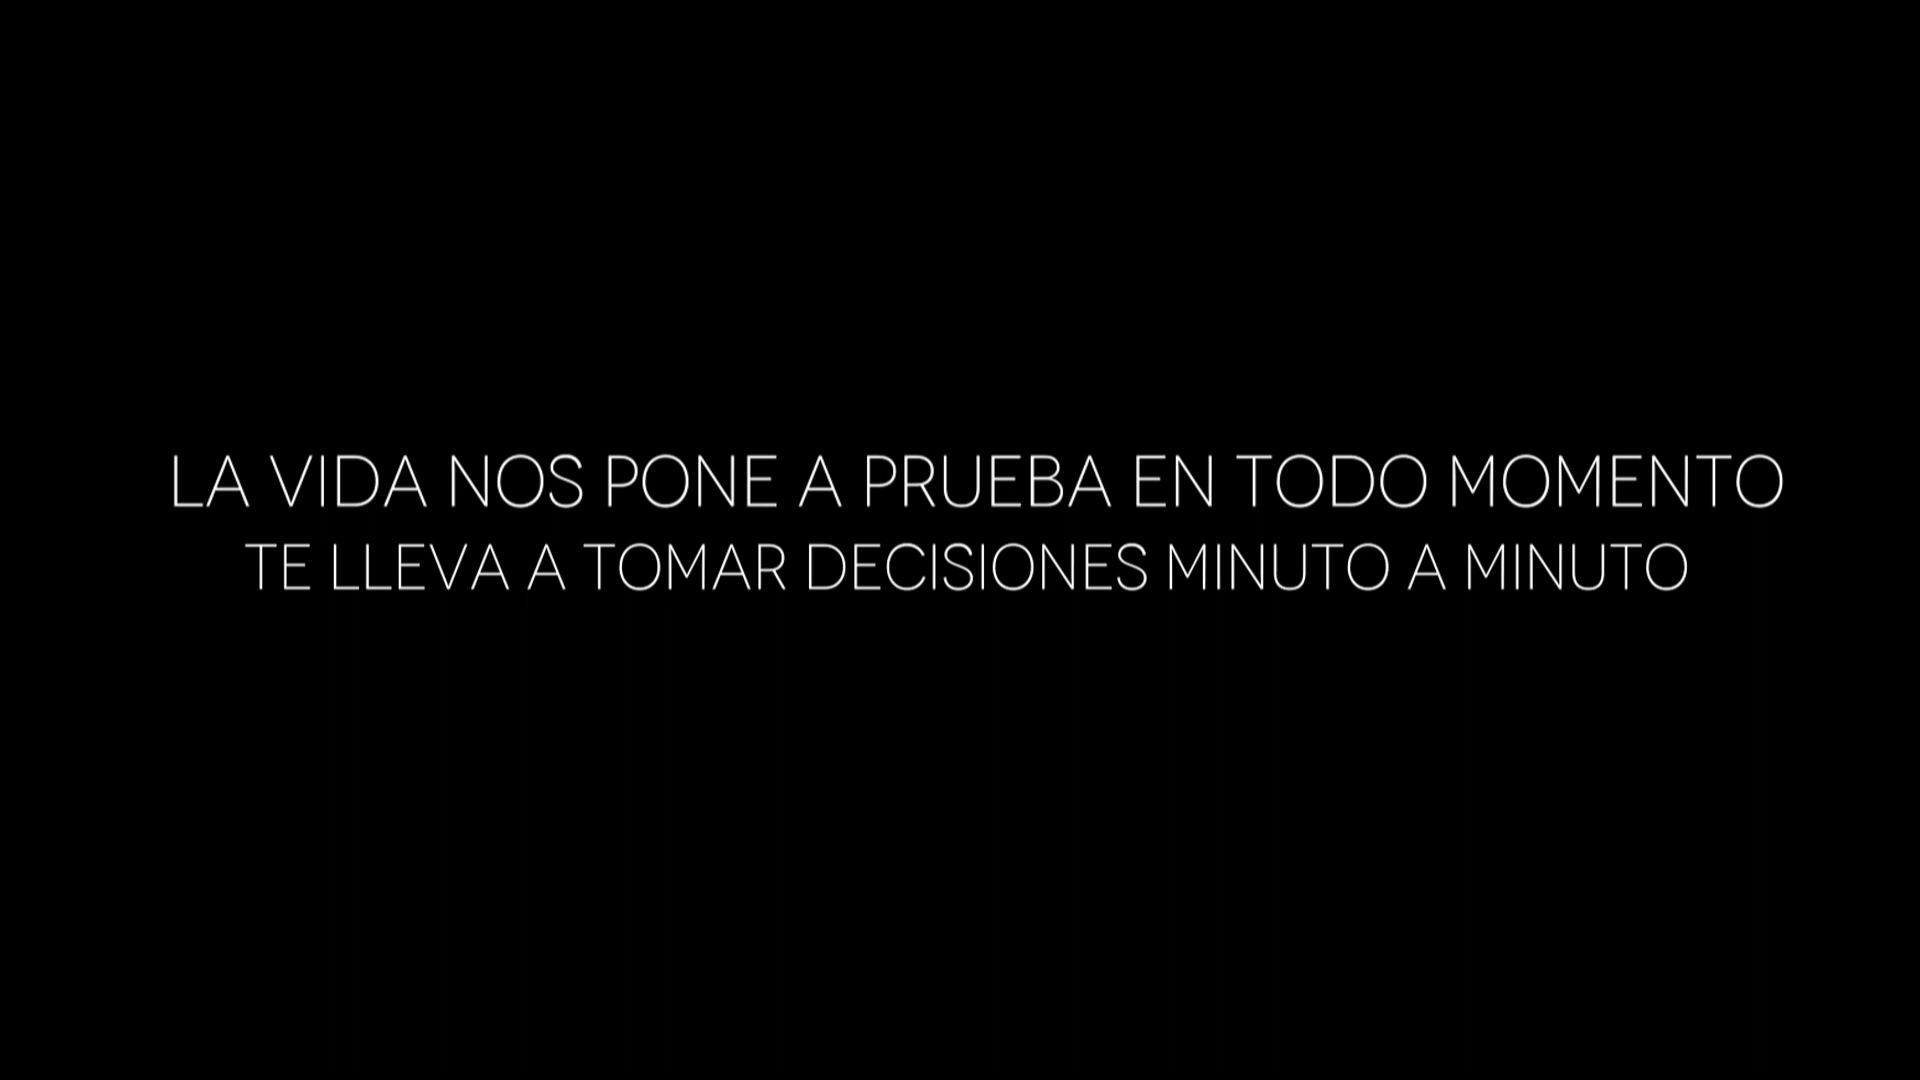 LA VIDA NOS PONE A PRUEBA EN TODO MOMENTO
TE LLEVA A TOMAR DECISIONES MINUTO A MINUTO